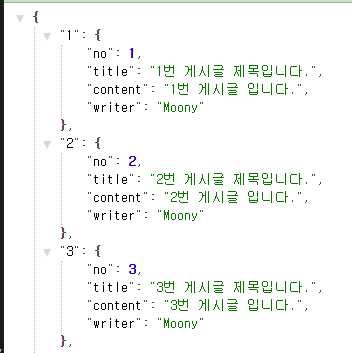 {
"1": {
"no": 1,
"title": "1번 게시글 제목입니다.",
"content": "1번 게시글 입니다.",
"writer": "Moony"
},
"2": {
"no": 2,
"title": "2번 게시글 제목입니다.",
"content": "2번 게시글 입니다.",
"writer": "Moony"
},
"3": {
"no": 3,
"title": "3번 게시글 제목입니다.",
"content": "3번 게시글 입니다.",
"writer": "Moony"
},